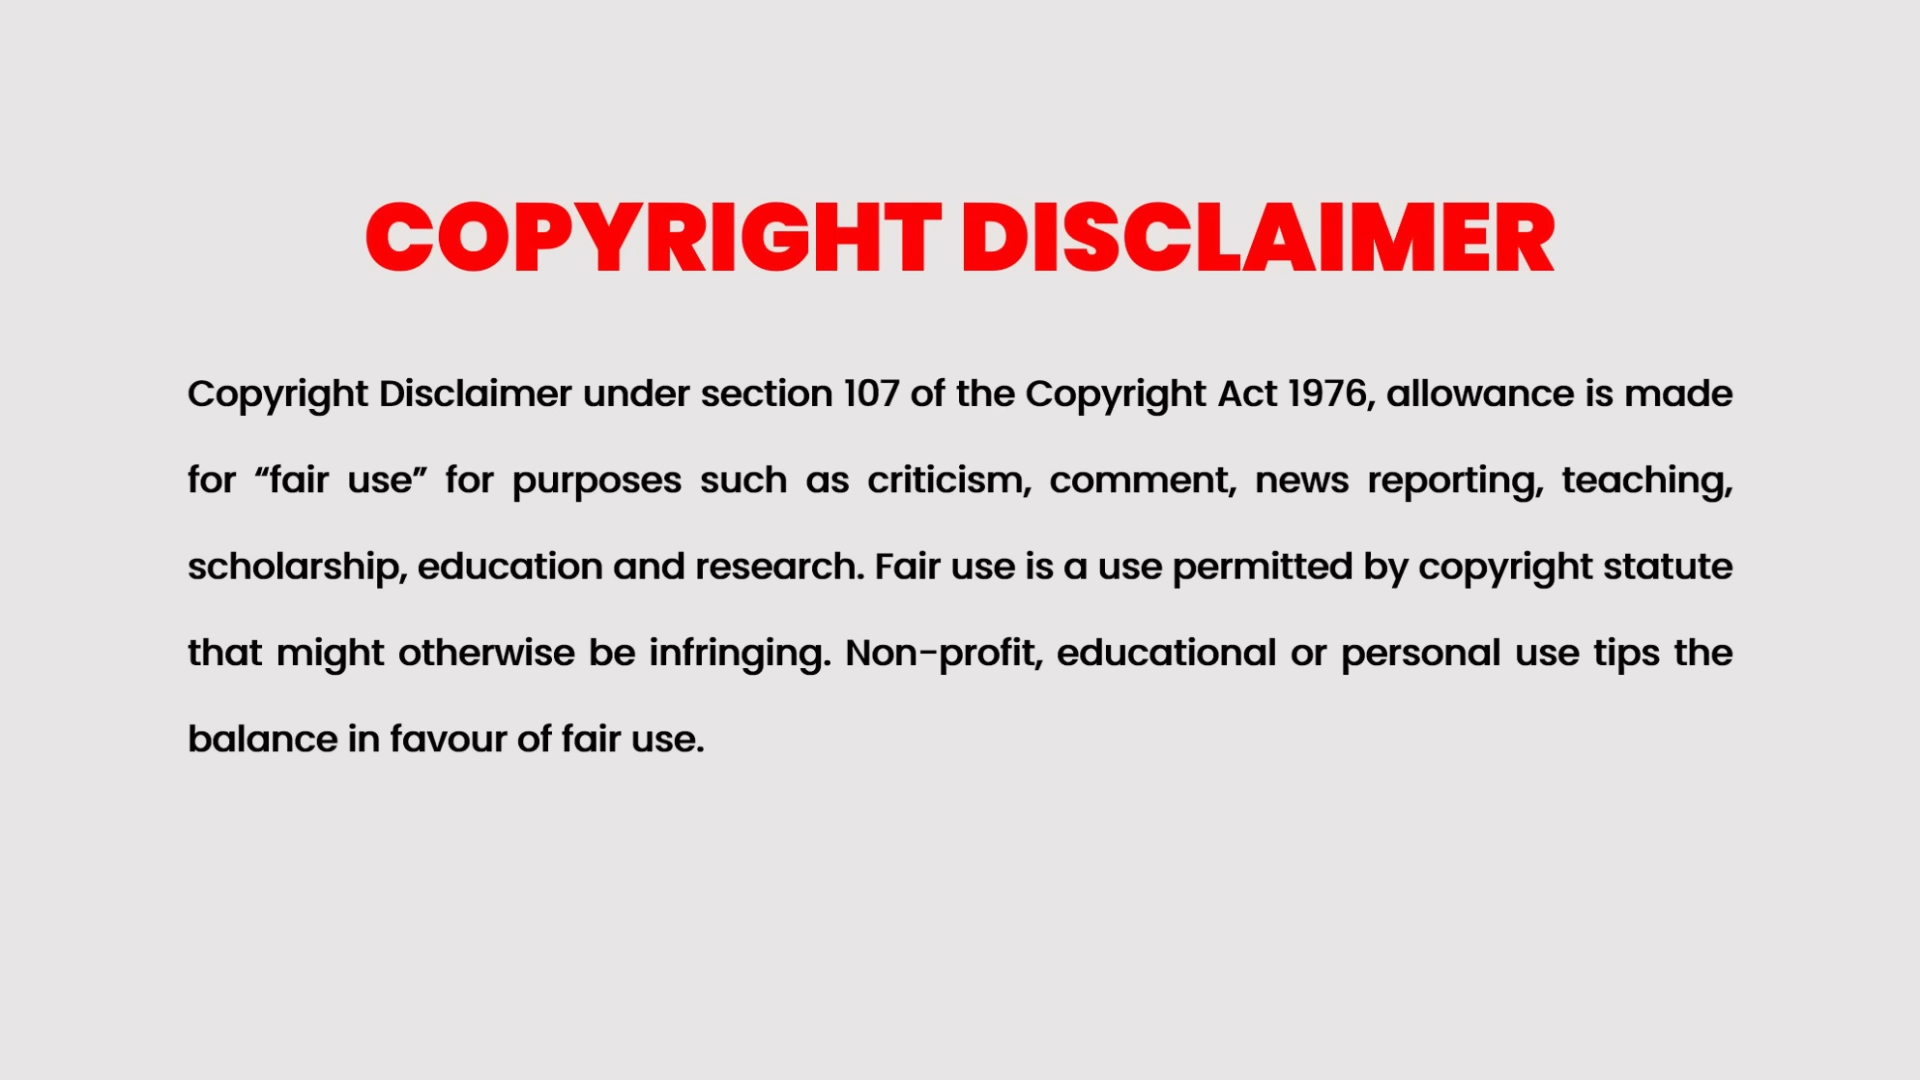 COPYRIGHT DISCLAIMER
Copyright Disclaimer under section 107 of the Copyright Act 1976, allowance is made
for “fair use” for purposes such as criticism, comment, news reporting, teaching,
scholarship, education and research. Fair use is a use permitted by copyright statute
that might otherwise be infringing. Non-profit, educational or personal use tips the
balance in favour of fair use.